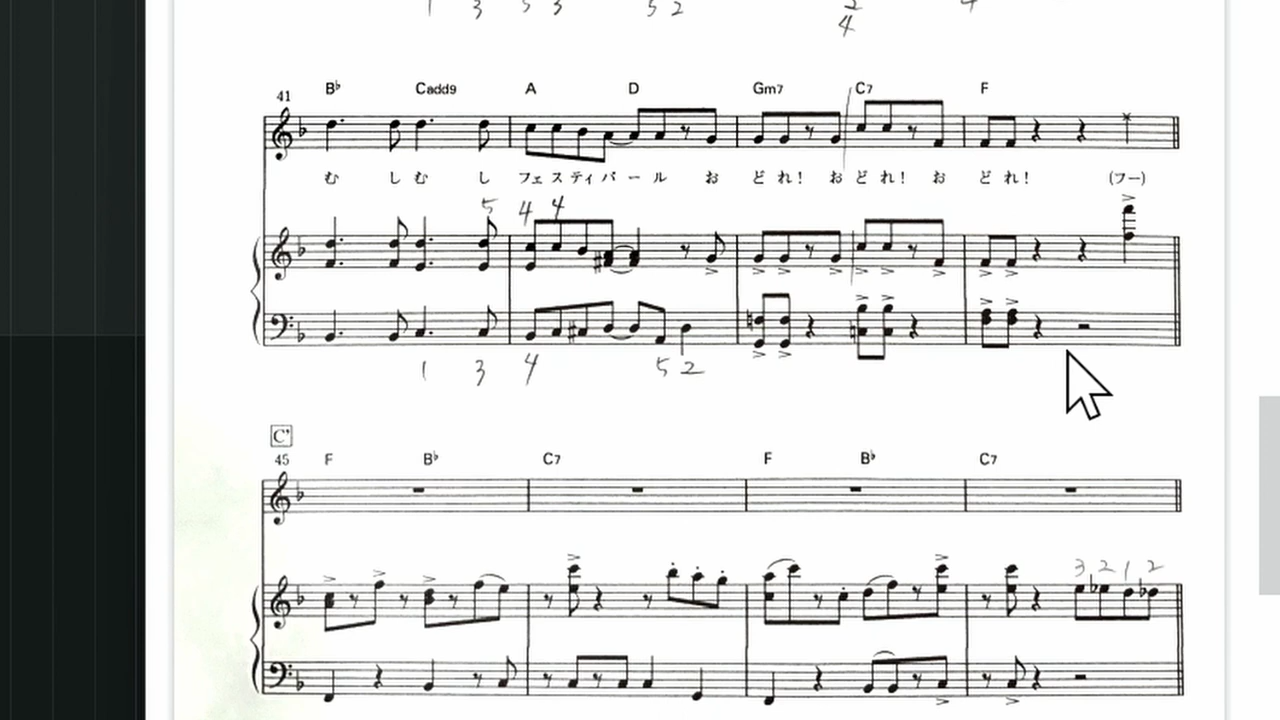 1 3 5 3 5 2 2 4
4
41 B♭ Cadd9 A D Gm7 C7 F
む し む し フェ ス ティ バ ー ル お ど れ! お ど れ! お ど れ! (フー)
5 4 4
1 3 4 5 2
C'
45 F B♭ C7 F B♭ C7
3 2 1 2